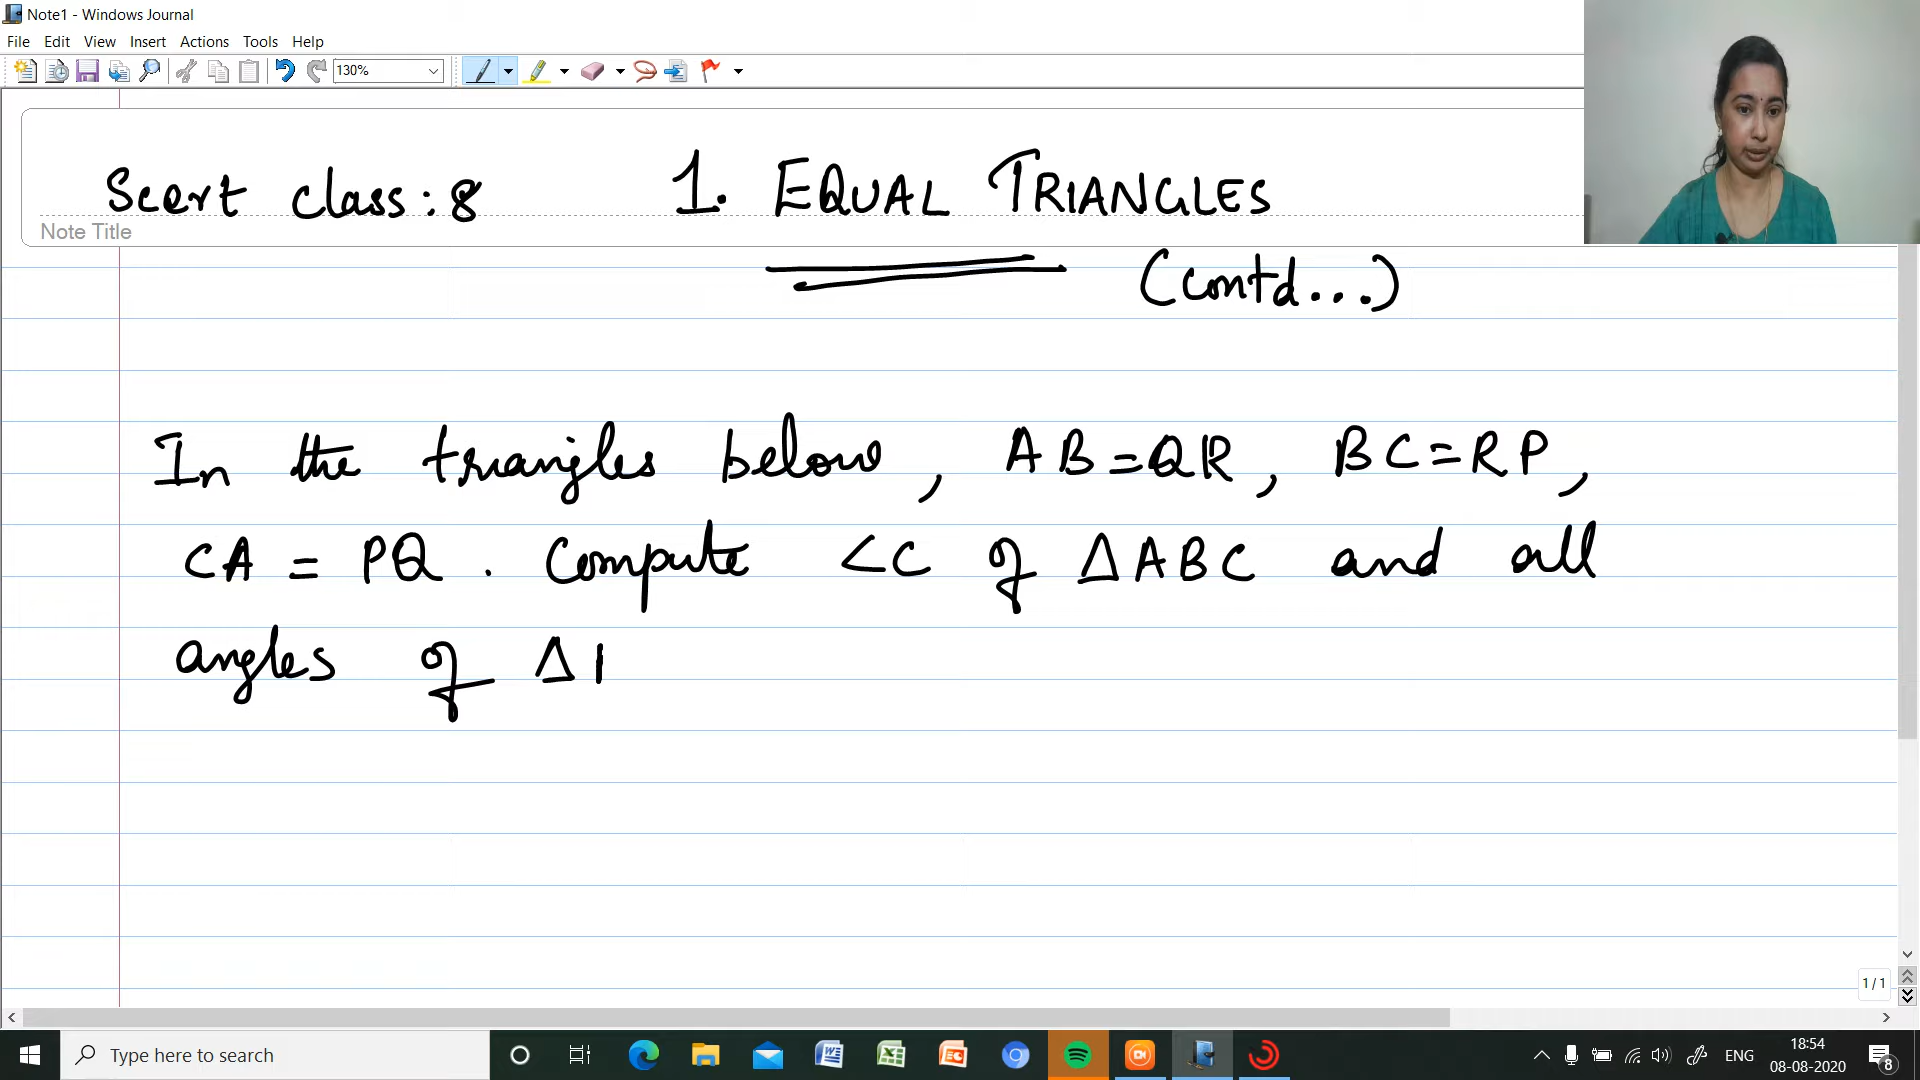 Note1 - Windows Journal
File Edit View Insert Actions Tools Help
130%
Scert class: 8 1. EQUAL TRIANGLES
Note Title
(contd...)
In the triangles below, AB=QR, BC=RP,
CA = PQ. Compute <C of ΔABC and all
angles of Δ
1 / 1
Type here to search
ENG
18:54
08-08-2020
8